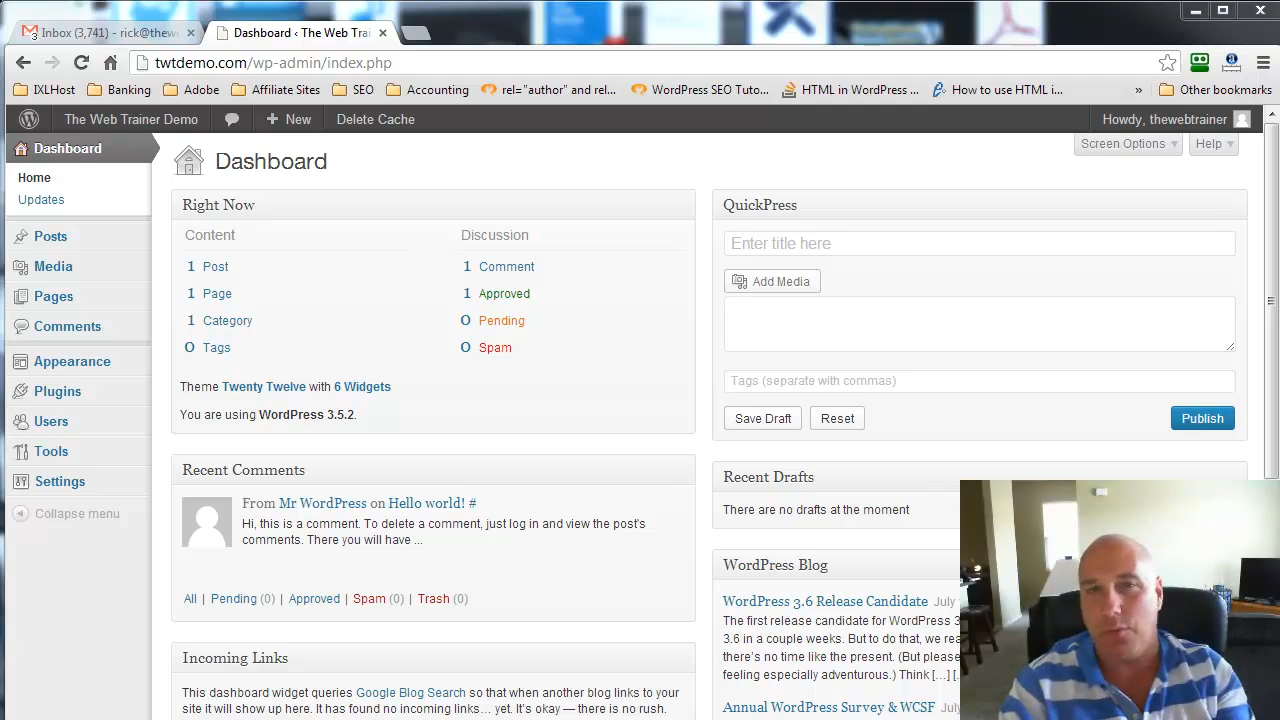 Inbox (3,741) - rick@thewe
Dashboard ‹ The Web Trai
twtdemo.com/wp-admin/index.php
IXLHost
Banking
Adobe
Affiliate Sites
SEO
Accounting
rel="author" and rel...
WordPress SEO Tuto...
HTML in WordPress ...
How to use HTML i...
»
Other bookmarks
The Web Trainer Demo
+ New
Delete Cache
Howdy, thewebtrainer
Dashboard
Home
Updates
Posts
Media
Pages
Comments
Appearance
Plugins
Users
Tools
Settings
Collapse menu
Screen Options
Help
Dashboard
Right Now
Content
Discussion
1 Post
1 Comment
1 Page
1 Approved
1 Category
0 Pending
0 Tags
0 Spam
Theme Twenty Twelve with 6 Widgets
You are using WordPress 3.5.2.
Recent Comments
From Mr WordPress on Hello world! #
Hi, this is a comment. To delete a comment, just log in and view the post's
comments. There you will have ...
All | Pending (0) | Approved | Spam (0) | Trash (0)
Incoming Links
This dashboard widget queries Google Blog Search so that when another blog links to your
site it will show up here. It has found no incoming links… yet. It's okay — there is no rush.
QuickPress
Enter title here
Add Media
Tags (separate with commas)
Save Draft
Reset
Publish
Recent Drafts
There are no drafts at the moment
WordPress Blog
WordPress 3.6 Release Candidate July
The first release candidate for WordPress 3
3.6 in a couple weeks. But to do that, we rea
there's no time like the present. (But please
feeling especially adventurous.) Think […] [
Annual WordPress Survey & WCSF July